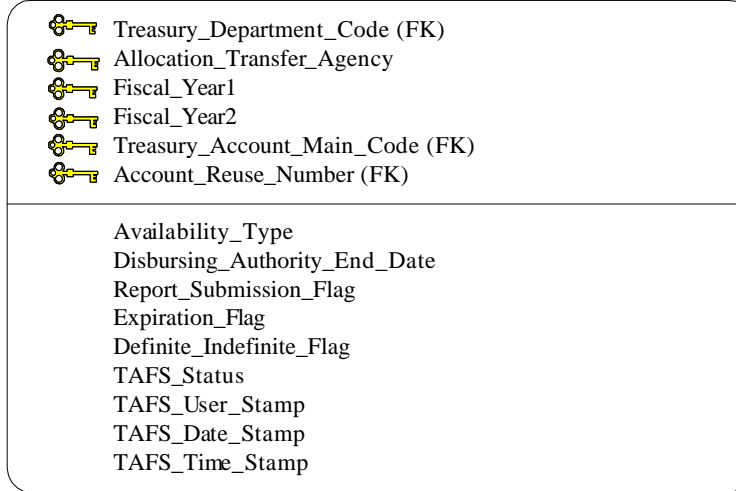 Treasury_Department_Code (FK)
Allocation_Transfer_Agency
Fiscal_Year1
Fiscal_Year2
Treasury_Account_Main_Code (FK)
Account_Reuse_Number (FK)
Availability_Type
Disbursing_Authority_End_Date
Report_Submission_Flag
Expiration_Flag
Definite_Indefinite_Flag
TAFS_Status
TAFS_User_Stamp
TAFS_Date_Stamp
TAFS_Time_Stamp